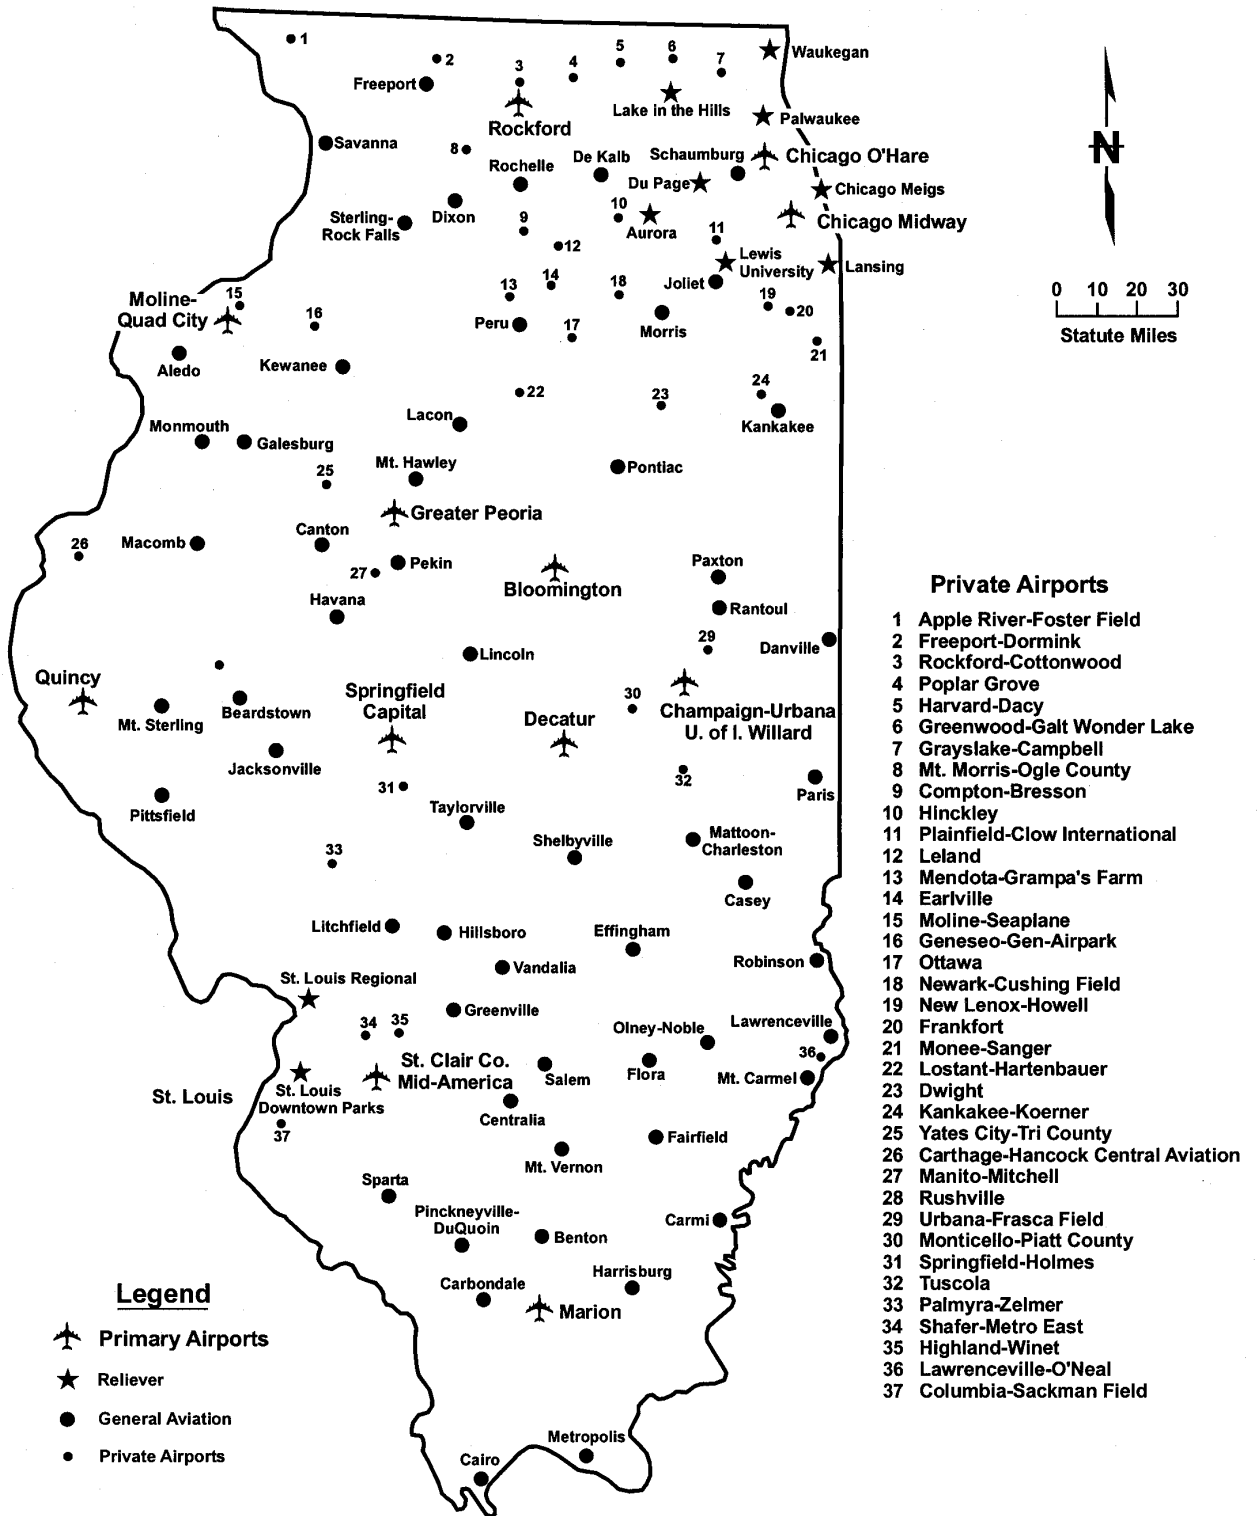 1
2
Freeport
3
4
5
6
7
Waukegan
Lake in the Hills
Rockford
Palwaukee
Savanna
8
Rochelle
De Kalb
Schaumburg
Chicago O'Hare
Du Page
Chicago Meigs
Dixon
Sterling-
Rock Falls
9
10
Aurora
Chicago Midway
12
11
Lewis
University
Lansing
Joliet
Moline-
Quad City
15
16
13
14
18
19
20
Peru
17
Morris
21
Aledo
Kewanee
22
23
24
Kankakee
Lacon
Monmouth
Galesburg
Mt. Hawley
Pontiac
25
Greater Peoria
26
Macomb
Canton
27
Pekin
Bloomington
Paxton
Havana
Rantoul
29
Danville
Lincoln
Quincy
Mt. Sterling
Beardstown
Springfield
Capital
Decatur
30
Champaign-Urbana
U. of I. Willard
Jacksonville
31
32
Paris
Pittsfield
Taylorville
Shelbyville
Mattoon-
Charleston
33
Casey
Litchfield
Hillsboro
Effingham
Robinson
Vandalia
St. Louis Regional
Greenville
34
35
Olney-Noble
Lawrenceville
36
St. Clair Co.
Mid-America
Salem
Flora
Mt. Carmel
St. Louis
St. Louis
Downtown Parks
37
Centralia
Fairfield
Mt. Vernon
Sparta
Pinckneyville-
DuQuoin
Benton
Carmi
Carbondale
Harrisburg
Marion
Metropolis
Cairo
N
0 10 20 30
Statute Miles
Private Airports
1 Apple River-Foster Field
2 Freeport-Dormink
3 Rockford-Cottonwood
4 Poplar Grove
5 Harvard-Dacy
6 Greenwood-Galt Wonder Lake
7 Grayslake-Campbell
8 Mt. Morris-Ogle County
9 Compton-Bresson
10 Hinckley
11 Plainfield-Clow International
12 Leland
13 Mendota-Grampa's Farm
14 Earlville
15 Moline-Seaplane
16 Geneseo-Gen-Airpark
17 Ottawa
18 Newark-Cushing Field
19 New Lenox-Howell
20 Frankfort
21 Monee-Sanger
22 Lostant-Hartenbauer
23 Dwight
24 Kankakee-Koerner
25 Yates City-Tri County
26 Carthage-Hancock Central Aviation
27 Manito-Mitchell
28 Rushville
29 Urbana-Frasca Field
30 Monticello-Piatt County
31 Springfield-Holmes
32 Tuscola
33 Palmyra-Zelmer
34 Shafer-Metro East
35 Highland-Winet
36 Lawrenceville-O'Neal
37 Columbia-Sackman Field
Legend
Primary Airports
Reliever
General Aviation
Private Airports